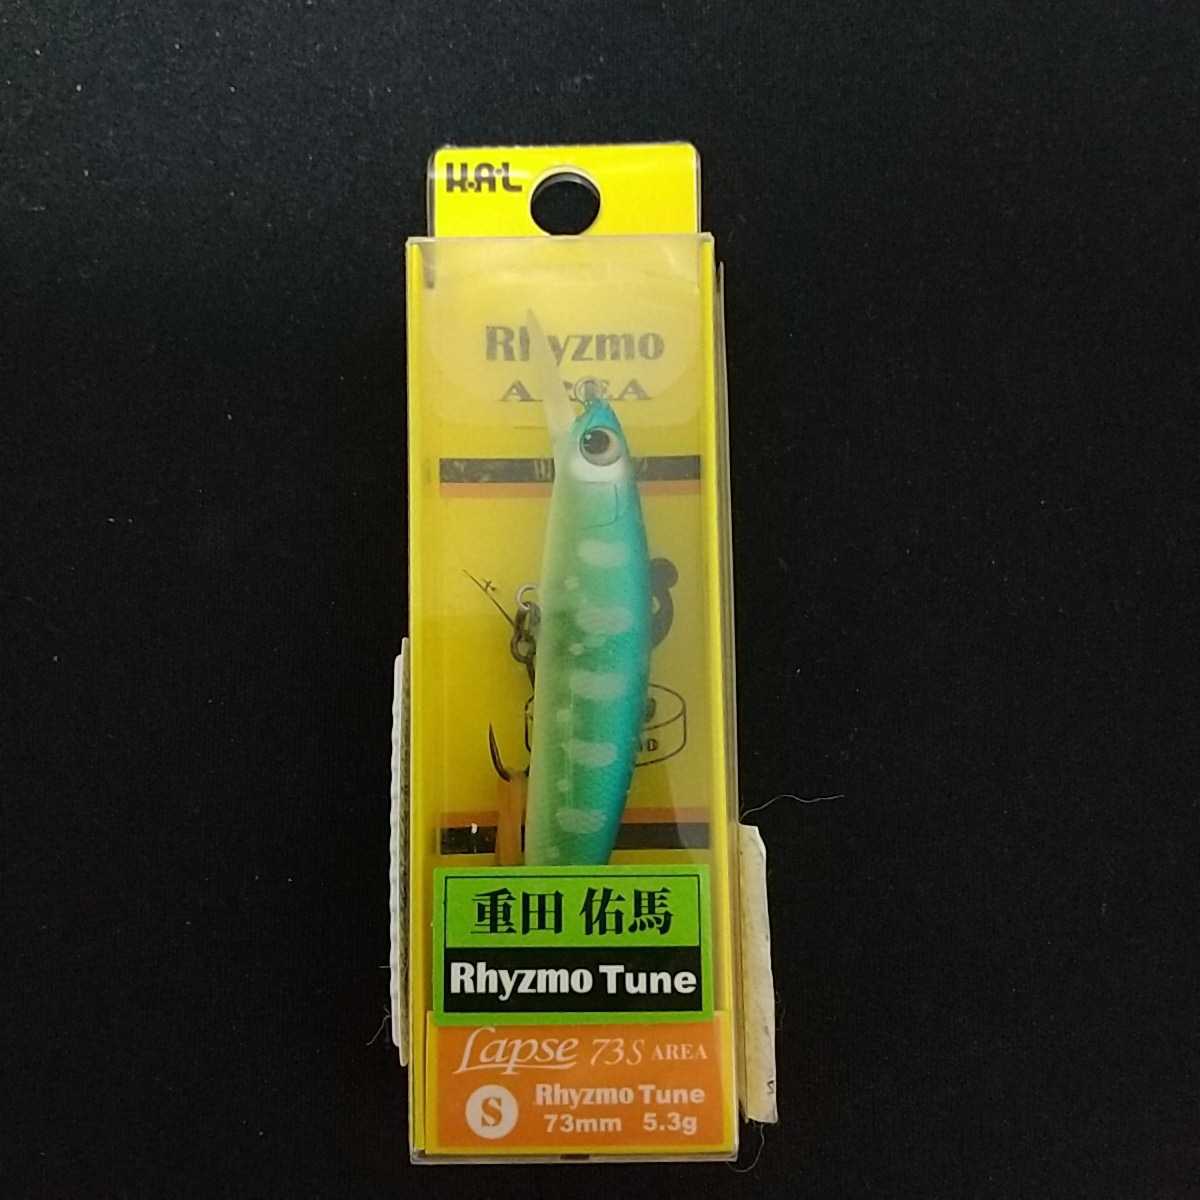 H·A·L
Rhyzmo
AREA
重田 佑馬
Rhyzmo Tune
Lapse 73S AREA
S
Rhyzmo Tune
73mm 5.3g